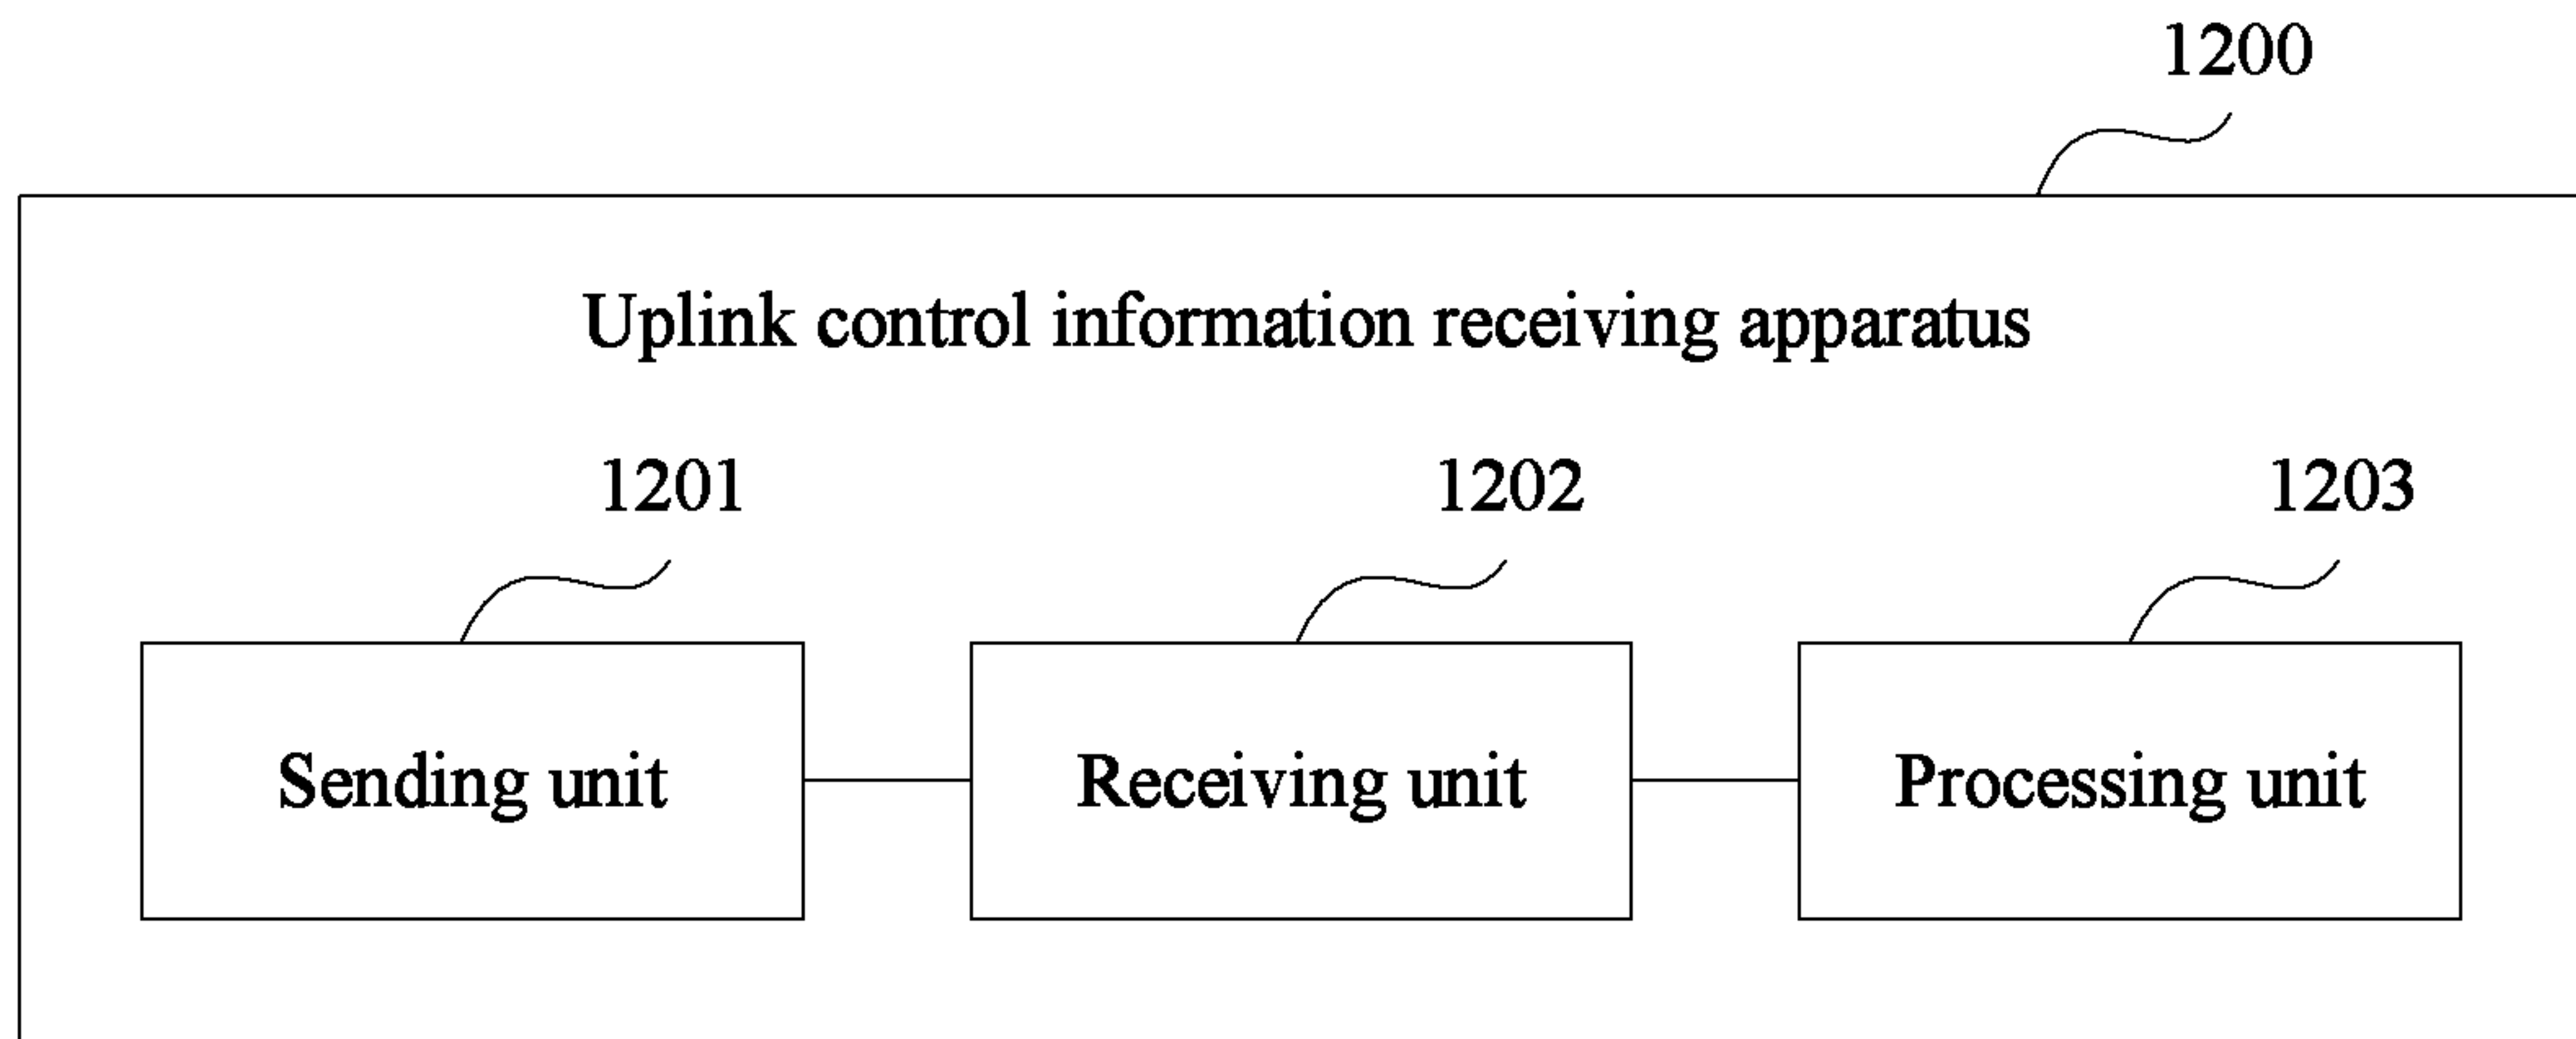 1200
Uplink control information receiving apparatus
1201
1202
1203
Sending unit
Receiving unit
Processing unit